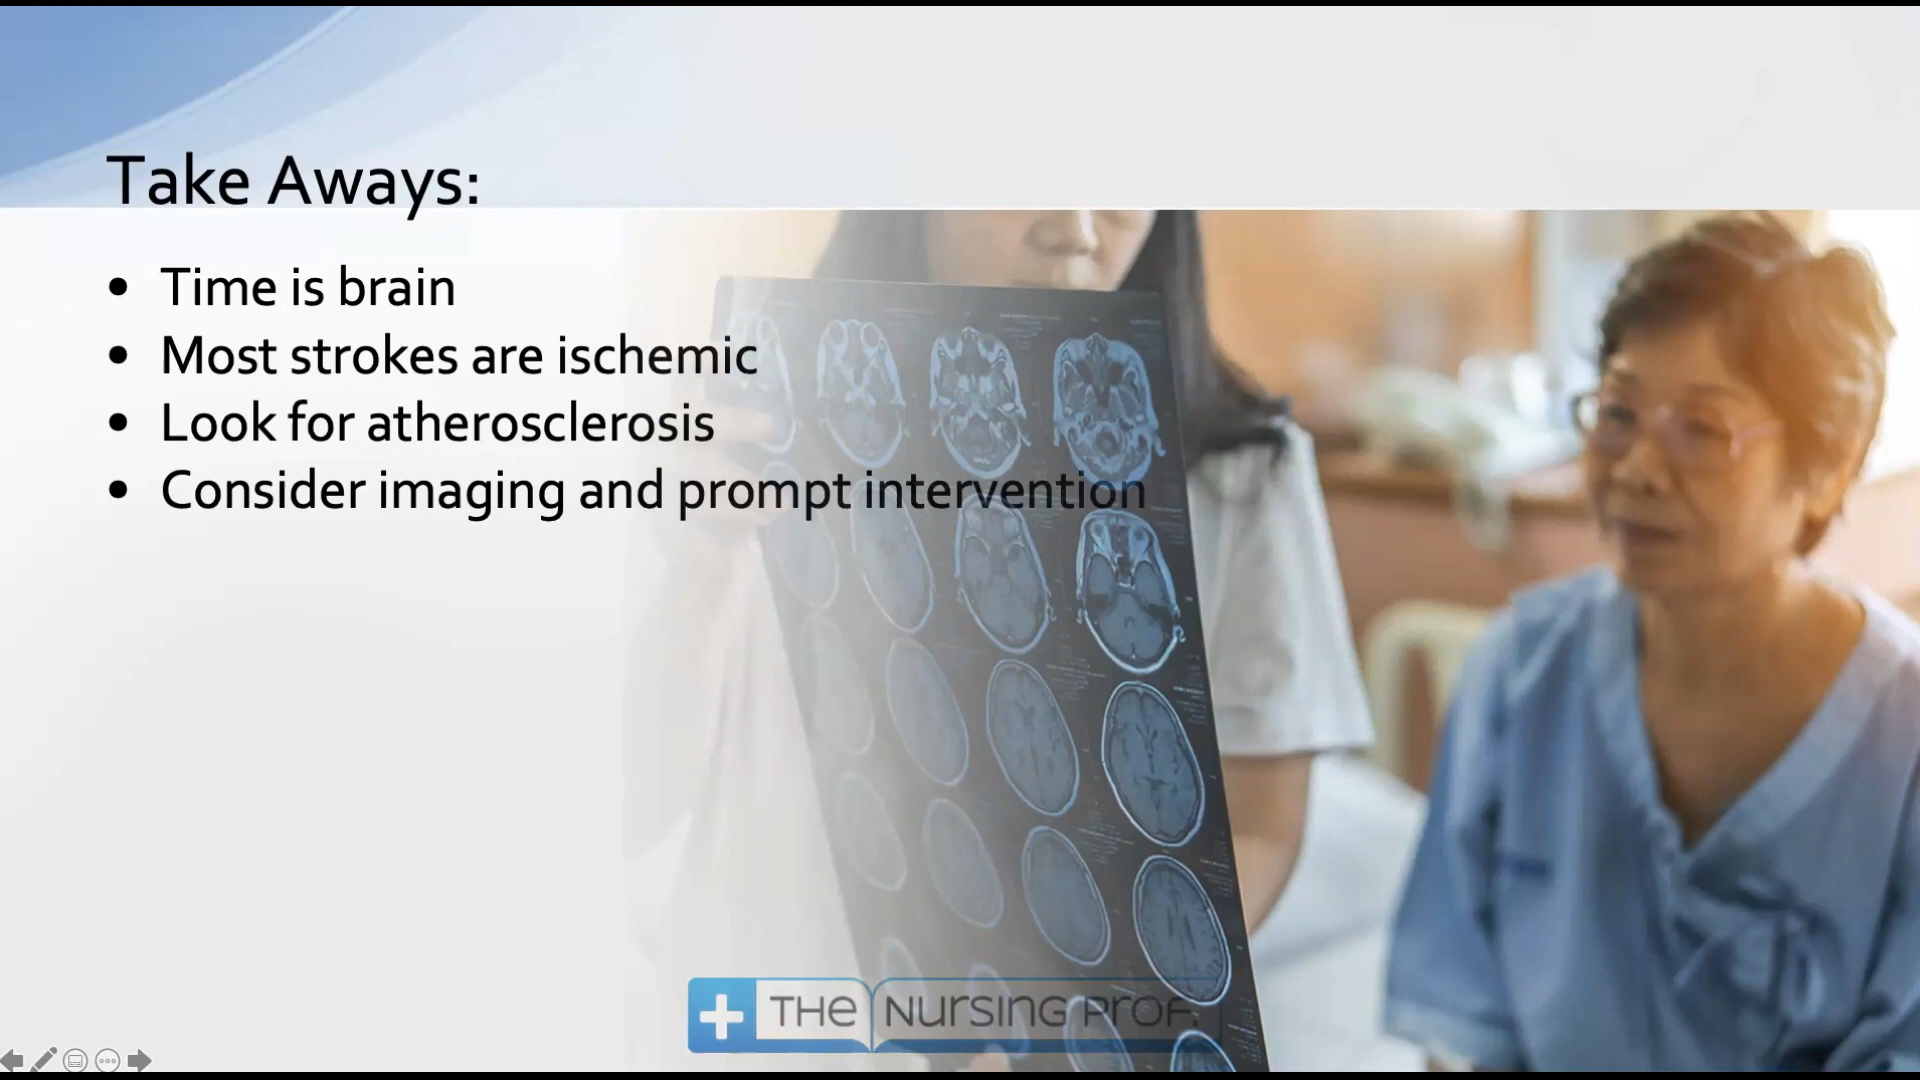 Take Aways:
• Time is brain
• Most strokes are ischemic
• Look for atherosclerosis
• Consider imaging and prompt intervention
THE NURSING PROF.